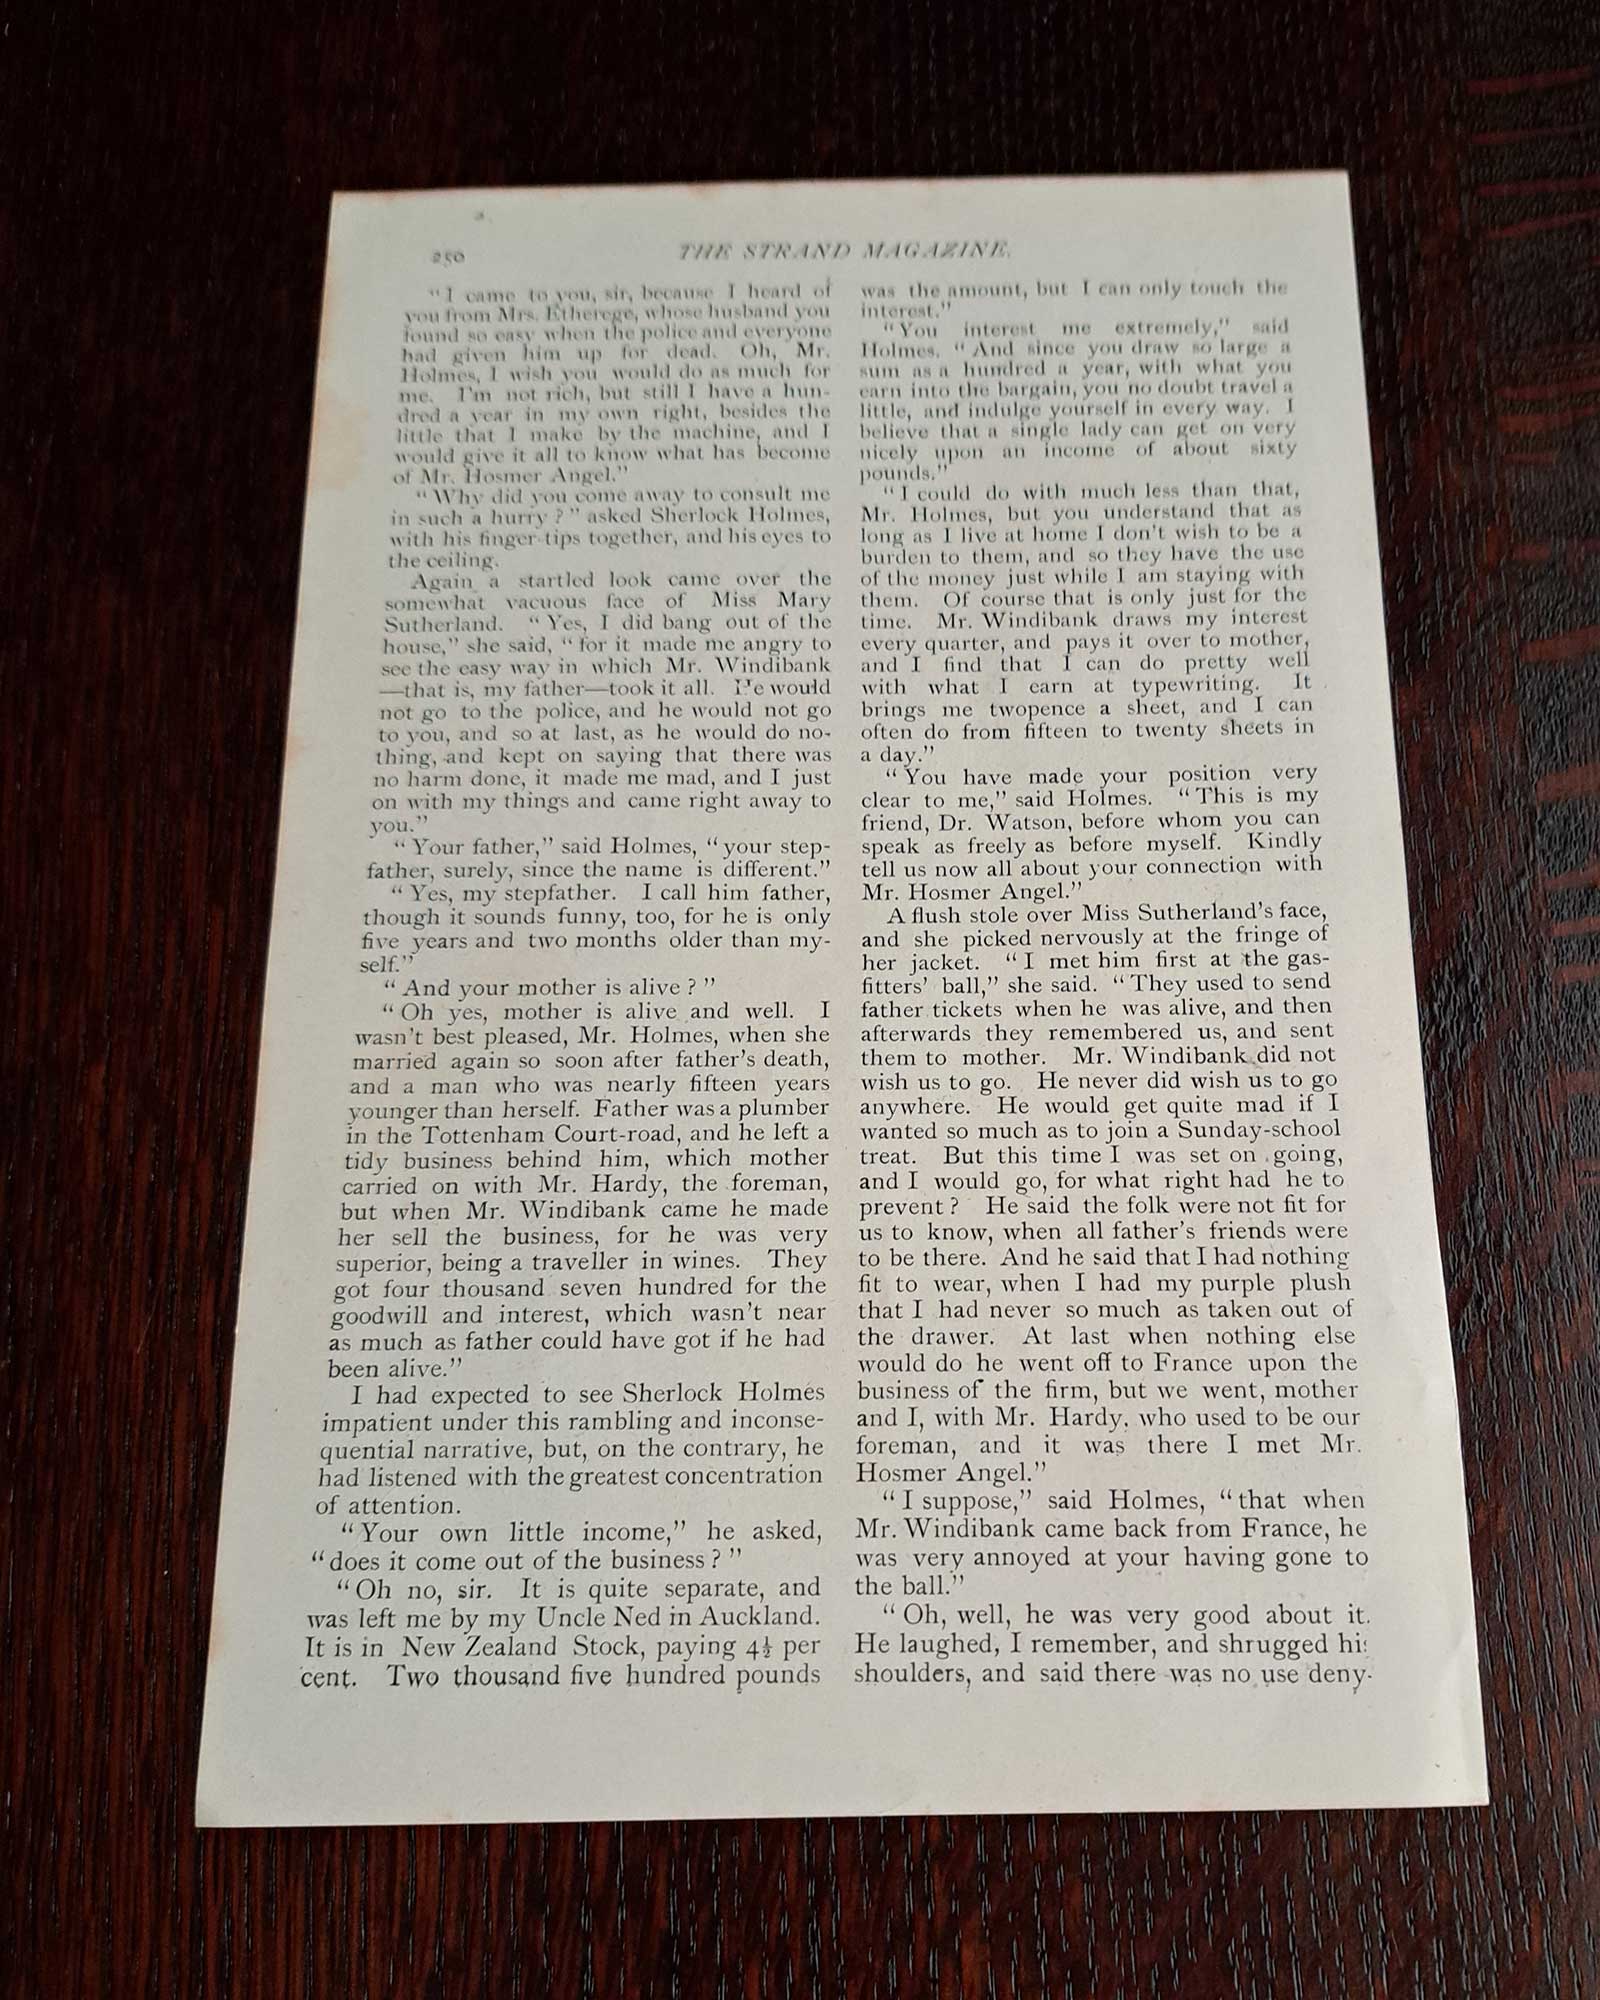 250
THE STRAND MAGAZINE.
"I came to you, sir, because I heard of
you from Mrs. Etherege, whose husband you
found so easy when the police and everyone
had given him up for dead. Oh, Mr.
Holmes, I wish you would do as much for
me. I'm not rich, but still I have a hun-
dred a year in my own right, besides the
little that I make by the machine, and I
would give it all to know what has become
of Mr. Hosmer Angel."
"Why did you come away to consult me
in such a hurry?" asked Sherlock Holmes,
with his finger-tips together, and his eyes to
the ceiling.
Again a startled look came over the
somewhat vacuous face of Miss Mary
Sutherland. "Yes, I did bang out of the
house," she said, "for it made me angry to
see the easy way in which Mr. Windibank
—that is, my father—took it all. He would
not go to the police, and he would not go
to you, and so at last, as he would do no-
thing, and kept on saying that there was
no harm done, it made me mad, and I just
on with my things and came right away to
you."
"Your father," said Holmes, "your step-
father, surely, since the name is different."
"Yes, my stepfather. I call him father,
though it sounds funny, too, for he is only
five years and two months older than my-
self."
"And your mother is alive?"
"Oh yes, mother is alive and well. I
wasn't best pleased, Mr. Holmes, when she
married again so soon after father's death,
and a man who was nearly fifteen years
younger than herself. Father was a plumber
in the Tottenham Court-road, and he left a
tidy business behind him, which mother
carried on with Mr. Hardy, the foreman,
but when Mr. Windibank came he made
her sell the business, for he was very
superior, being a traveller in wines. They
got four thousand seven hundred for the
goodwill and interest, which wasn't near
as much as father could have got if he had
been alive."
I had expected to see Sherlock Holmes
impatient under this rambling and inconse-
quential narrative, but, on the contrary, he
had listened with the greatest concentration
of attention.
"Your own little income," he asked,
"does it come out of the business?"
"Oh no, sir. It is quite separate, and
was left me by my Uncle Ned in Auckland.
It is in New Zealand Stock, paying 4½ per
cent. Two thousand five hundred pounds
was the amount, but I can only touch the
interest."
"You interest me extremely," said
Holmes. "And since you draw so large a
sum as a hundred a year, with what you
earn into the bargain, you no doubt travel a
little, and indulge yourself in every way. I
believe that a single lady can get on very
nicely upon an income of about sixty
pounds."
"I could do with much less than that,
Mr. Holmes, but you understand that as
long as I live at home I don't wish to be a
burden to them, and so they have the use
of the money just while I am staying with
them. Of course that is only just for the
time. Mr. Windibank draws my interest
every quarter, and pays it over to mother,
and I find that I can do pretty well
with what I earn at typewriting. It
brings me twopence a sheet, and I can
often do from fifteen to twenty sheets in
a day."
"You have made your position very
clear to me," said Holmes. "This is my
friend, Dr. Watson, before whom you can
speak as freely as before myself. Kindly
tell us now all about your connection with
Mr. Hosmer Angel."
A flush stole over Miss Sutherland's face,
and she picked nervously at the fringe of
her jacket. "I met him first at the gas-
fitters' ball," she said. "They used to send
father tickets when he was alive, and then
afterwards they remembered us, and sent
them to mother. Mr. Windibank did not
wish us to go. He never did wish us to go
anywhere. He would get quite mad if I
wanted so much as to join a Sunday-school
treat. But this time I was set on going,
and I would go, for what right had he to
prevent? He said the folk were not fit for
us to know, when all father's friends were
to be there. And he said that I had nothing
fit to wear, when I had my purple plush
that I had never so much as taken out of
the drawer. At last when nothing else
would do he went off to France upon the
business of the firm, but we went, mother
and I, with Mr. Hardy, who used to be our
foreman, and it was there I met Mr.
Hosmer Angel."
"I suppose," said Holmes, "that when
Mr. Windibank came back from France, he
was very annoyed at your having gone to
the ball."
"Oh, well, he was very good about it.
He laughed, I remember, and shrugged his
shoulders, and said there was no use deny-